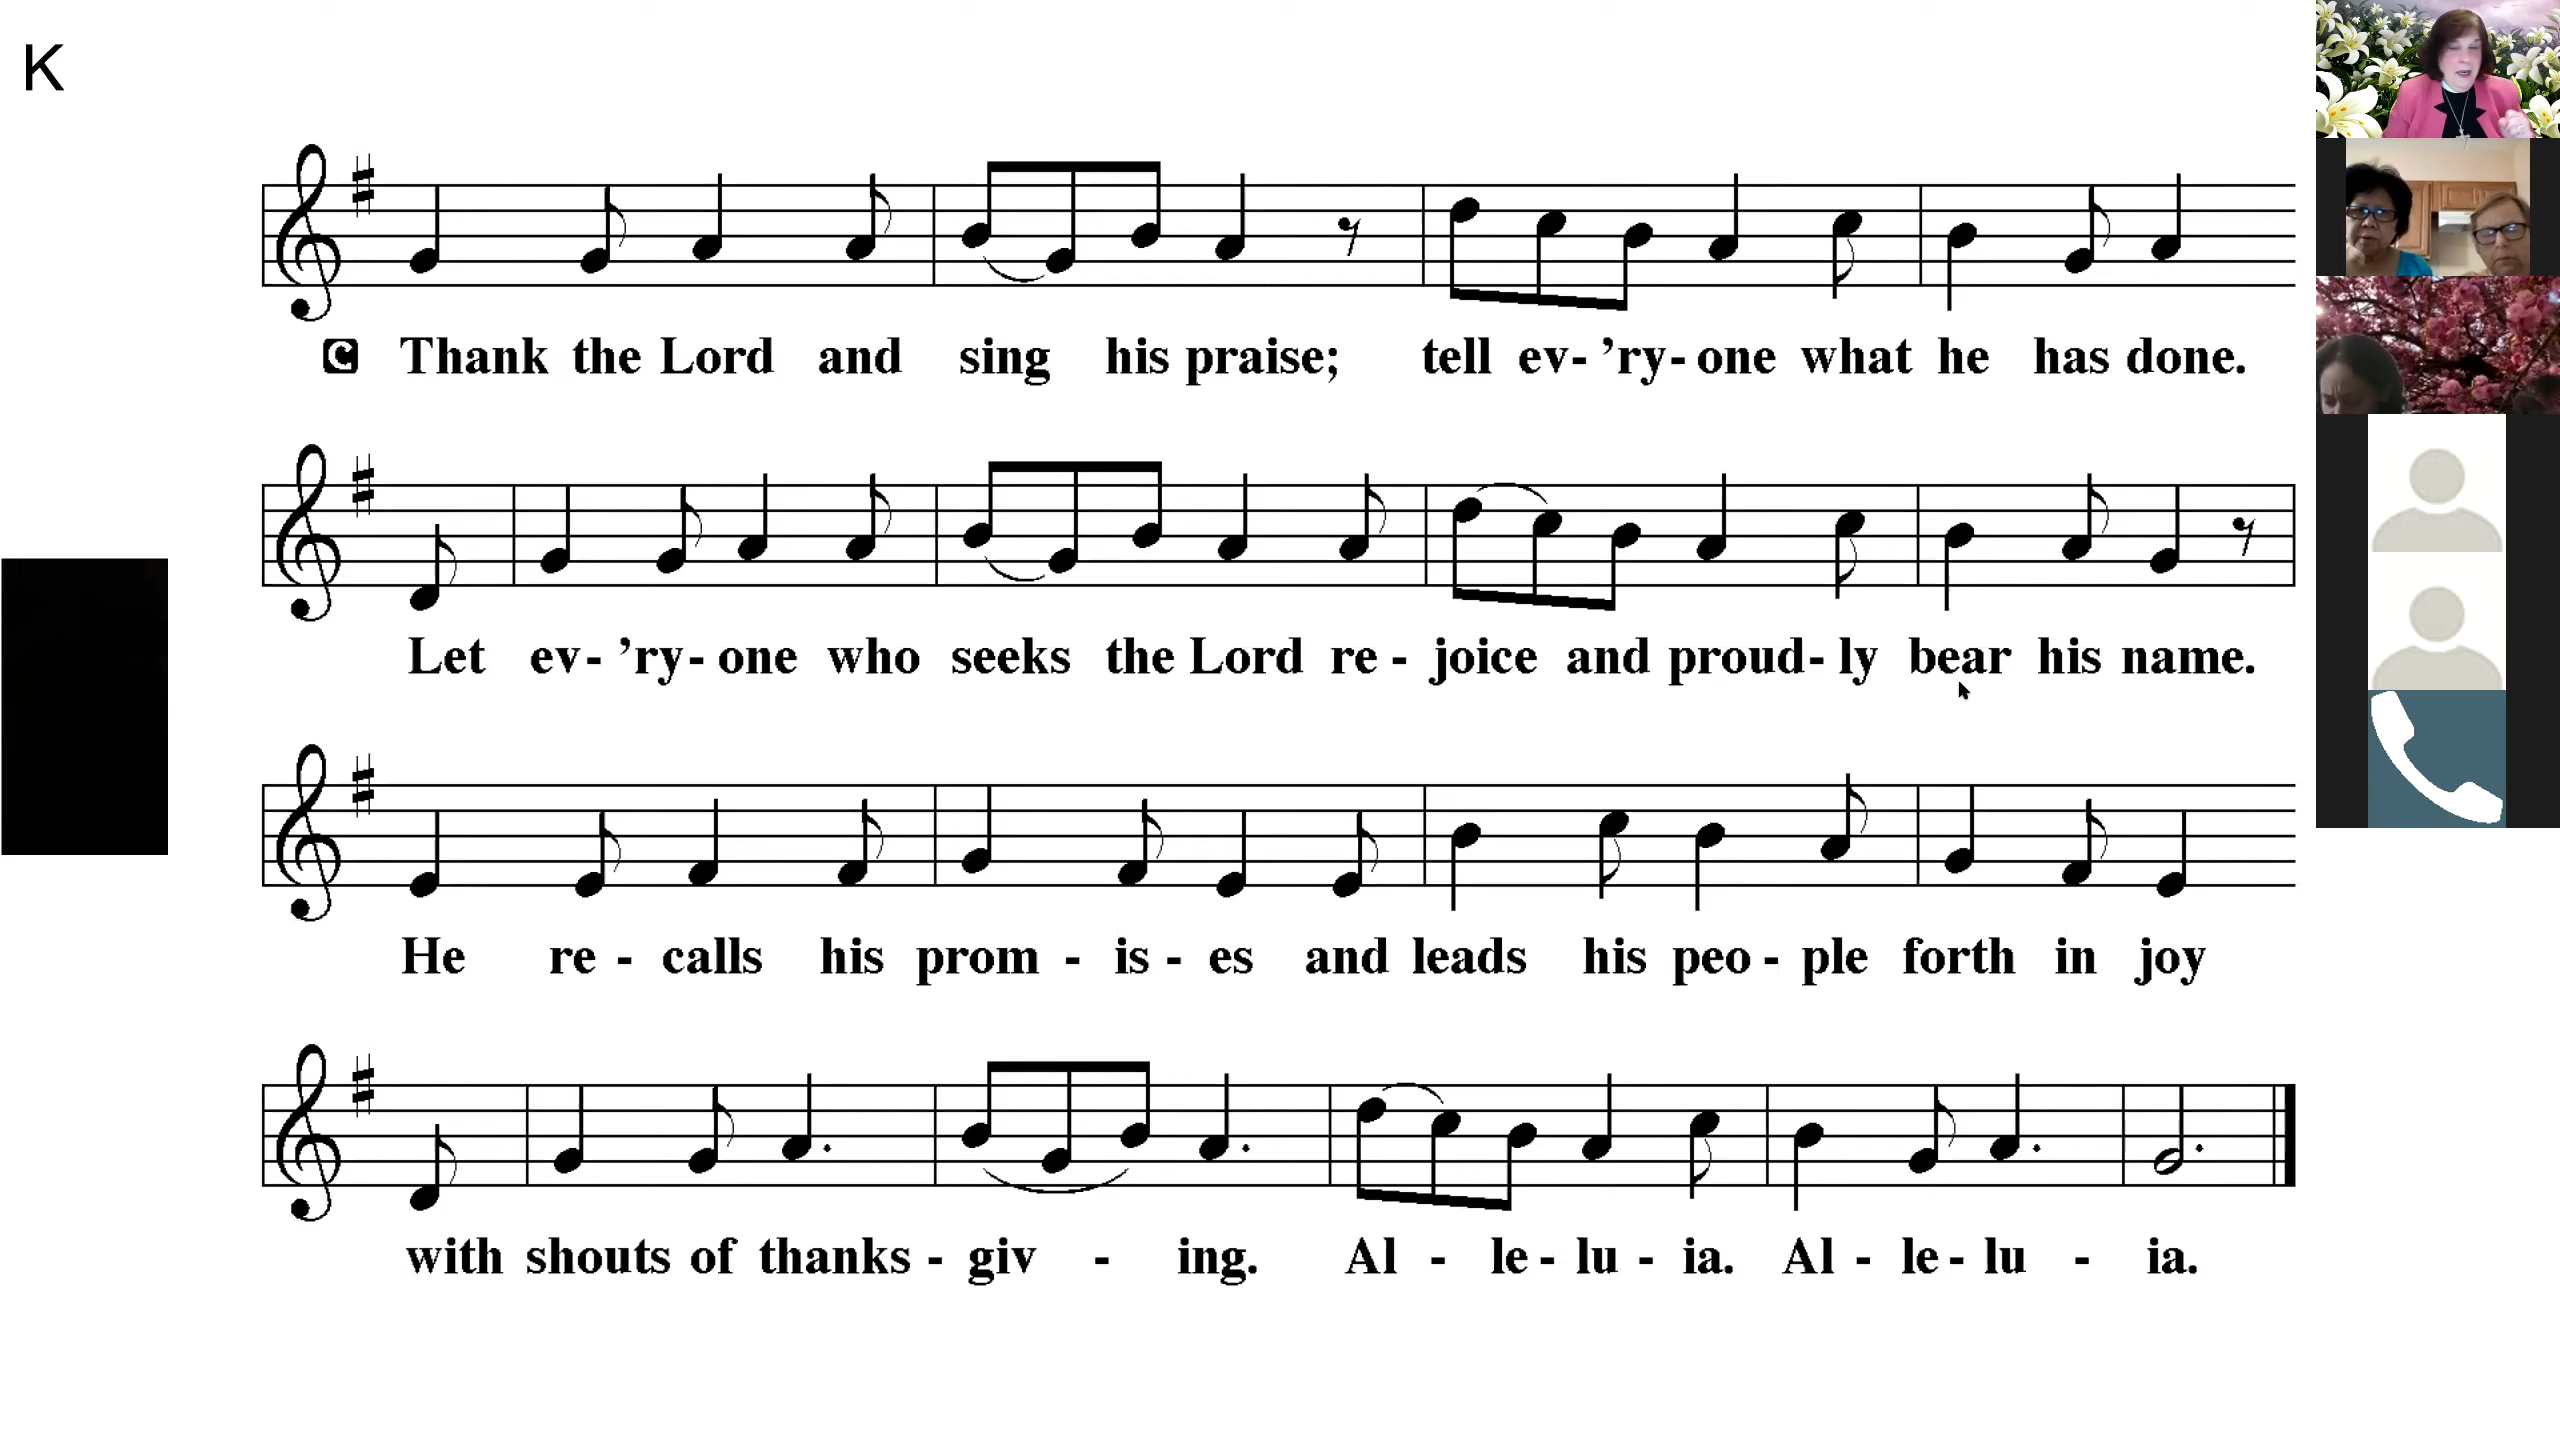 K
C Thank the Lord and sing his praise; tell ev- ’ry- one what he has done.
Let ev- ’ry- one who seeks the Lord re - joice and proud- ly bear his name.
He re - calls his prom - is - es and leads his peo - ple forth in joy
with shouts of thanks - giv - ing. Al - le - lu - ia. Al - le - lu - ia.